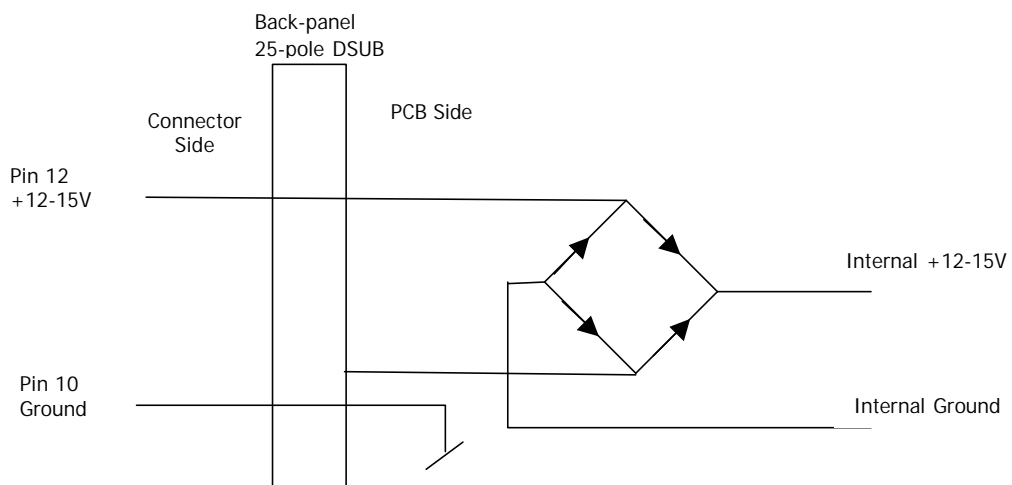 Back-panel
25-pole DSUB
Connector
Side
PCB Side
Pin 12
+12-15V
Internal +12-15V
Pin 10
Ground
Internal Ground